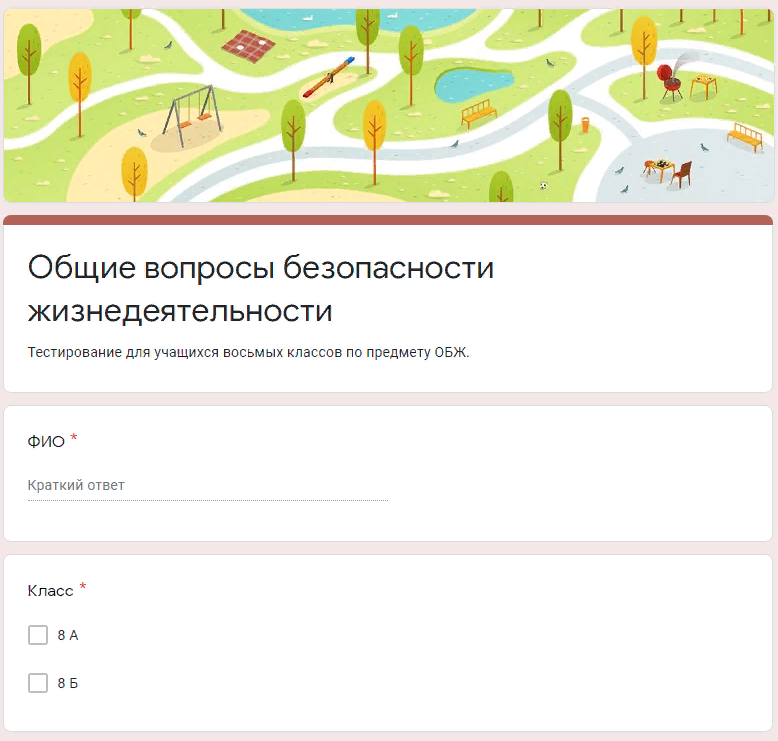 Общие вопросы безопасности
жизнедеятельности
Тестирование для учащихся восьмых классов по предмету ОБЖ.
ФИО *
Краткий ответ
Класс *
8 А
8 Б